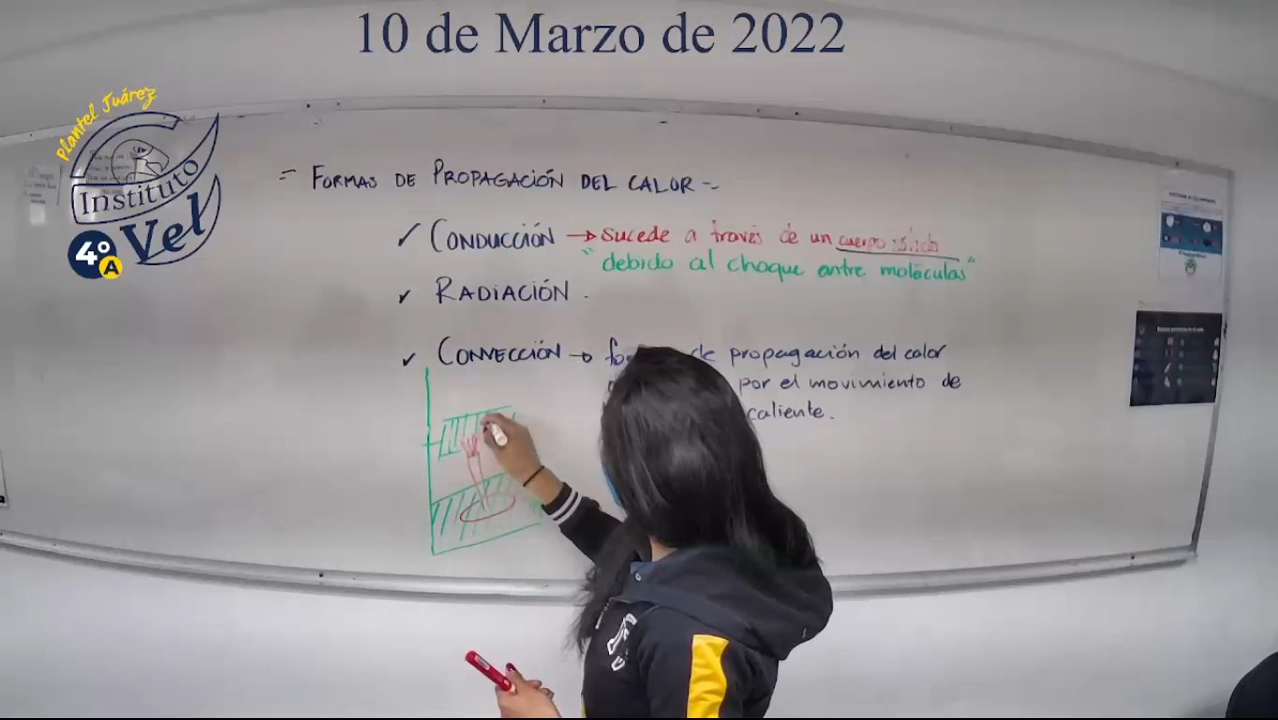 10 de Marzo de 2022
Plantel Juárez
Instituto
Vel
4º
A
= FORMAS DE PROPAGACIÓN DEL CALOR -
✓ CONDUCCIÓN → sucede a través de un cuerpo sólido
"debido al choque entre moléculas"
✓ RADIACIÓN -
✓ CONVECCIÓN → de propagación del calor
por el movimiento de
caliente.